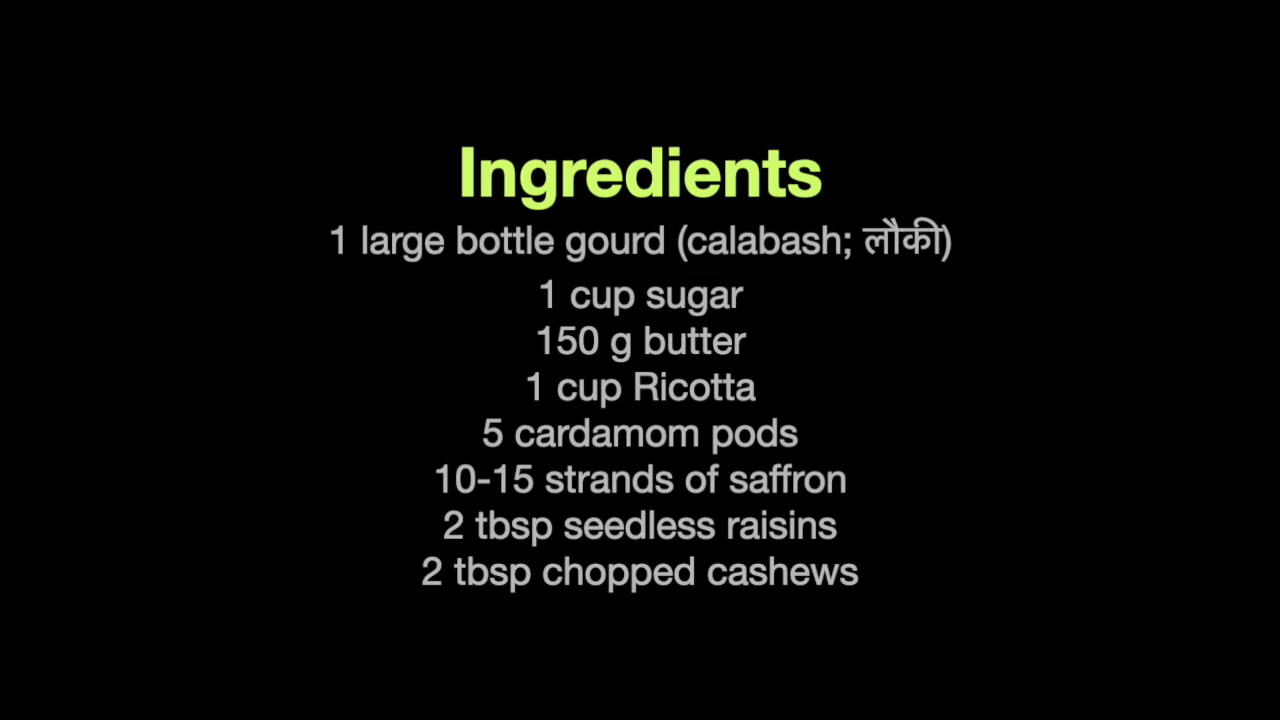 Ingredients
1 large bottle gourd (calabash; लौकी)
1 cup sugar
150 g butter
1 cup Ricotta
5 cardamom pods
10-15 strands of saffron
2 tbsp seedless raisins
2 tbsp chopped cashews